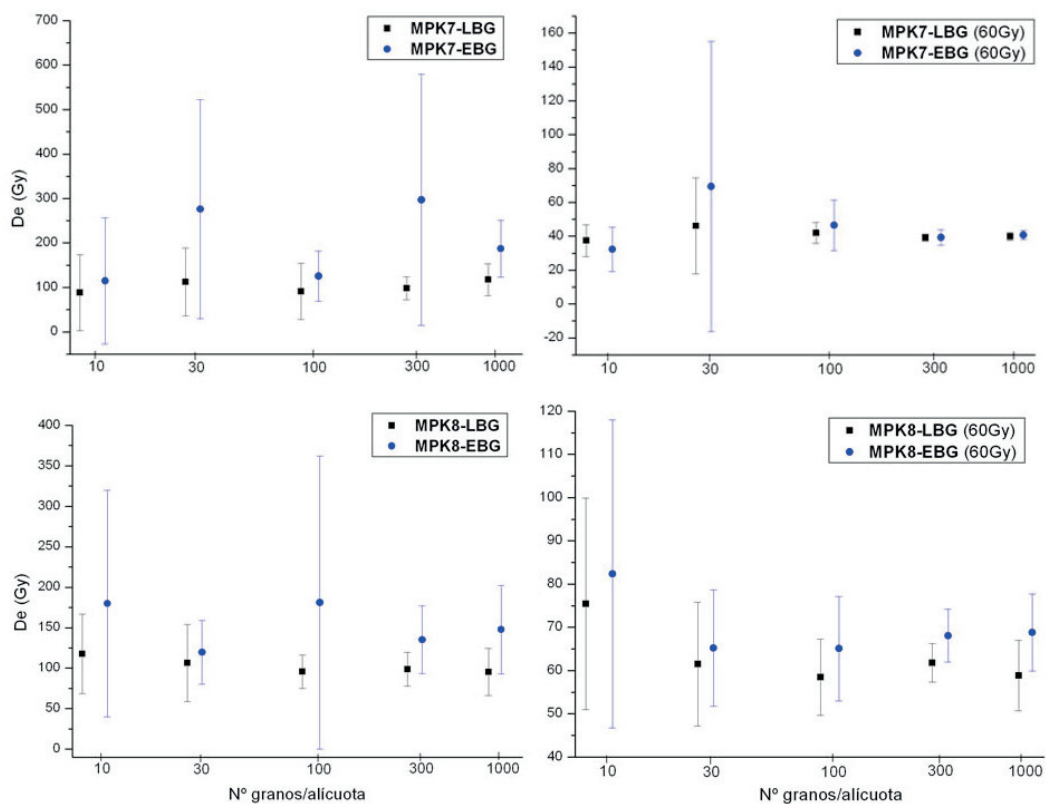 MPK7-LBG
MPK7-EBG
De (Gy)
700
600
500
400
300
200
100
0
10 30 100 300 1000
MPK7-LBG (60Gy)
MPK7-EBG (60Gy)
160
140
120
100
80
60
40
20
0
-20
10 30 100 300 1000
MPK8-LBG
MPK8-EBG
De (Gy)
400
350
300
250
200
150
100
50
0
10 30 100 300 1000
Nº granos/alícuota
MPK8-LBG (60Gy)
MPK8-EBG (60Gy)
120
110
100
90
80
70
60
50
40
10 30 100 300 1000
Nº granos/alícuota